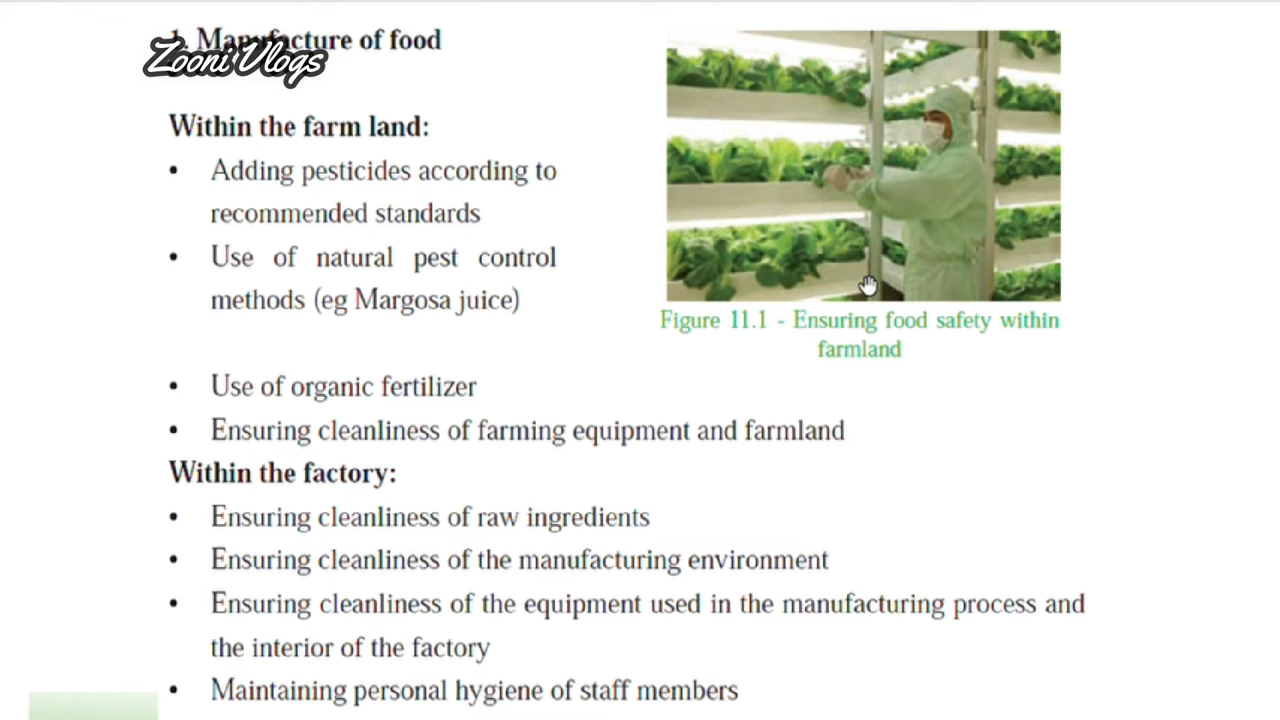 1. Manufacture of food
Zooni Vlogs
Within the farm land:
• Adding pesticides according to
recommended standards
• Use of natural pest control
methods (eg Margosa juice)
Figure 11.1 - Ensuring food safety within
farmland
• Use of organic fertilizer
• Ensuring cleanliness of farming equipment and farmland
Within the factory:
• Ensuring cleanliness of raw ingredients
• Ensuring cleanliness of the manufacturing environment
• Ensuring cleanliness of the equipment used in the manufacturing process and
the interior of the factory
• Maintaining personal hygiene of staff members